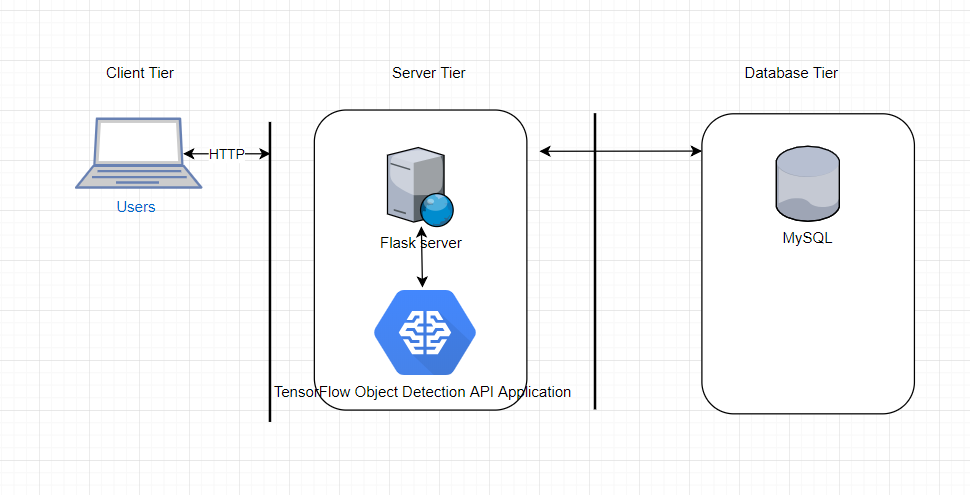 Client Tier
Server Tier
Database Tier
HTTP
Users
Flask server
MySQL
TensorFlow Object Detection API Application